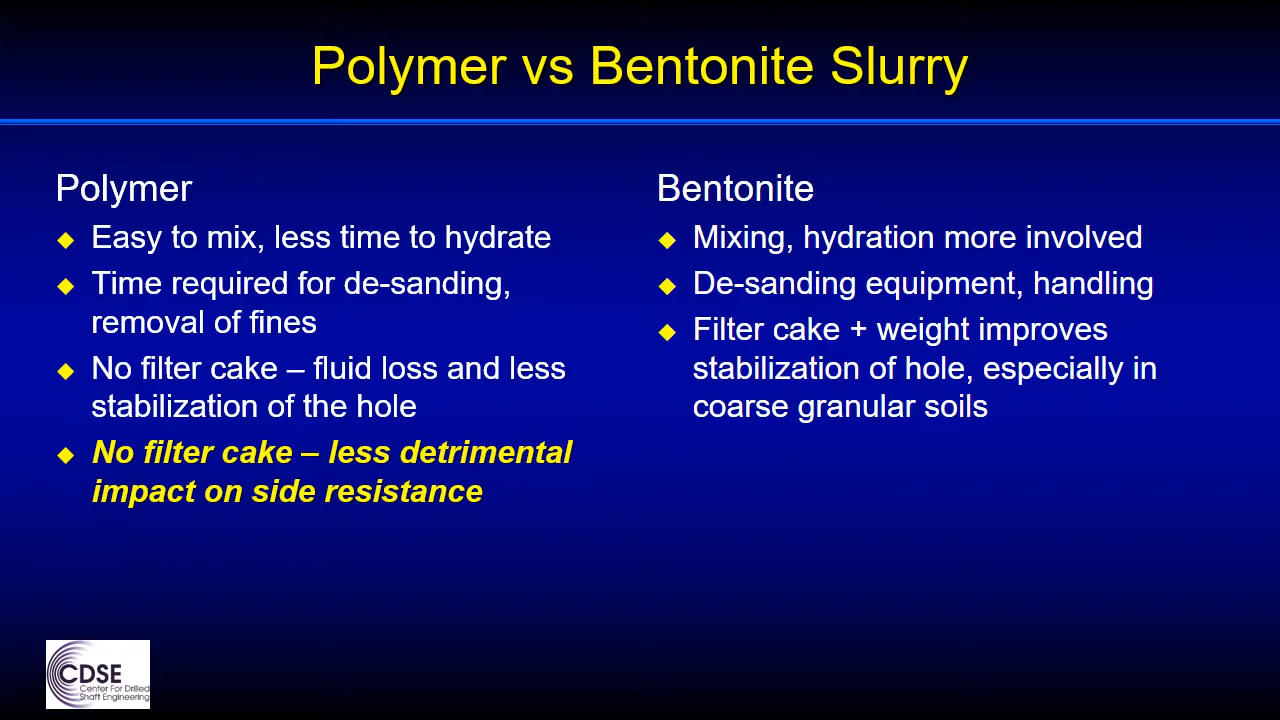 Polymer vs Bentonite Slurry
Polymer
Easy to mix, less time to hydrate
Time required for de-sanding,
removal of fines
No filter cake – fluid loss and less
stabilization of the hole
No filter cake – less detrimental
impact on side resistance
Bentonite
Mixing, hydration more involved
De-sanding equipment, handling
Filter cake + weight improves
stabilization of hole, especially in
coarse granular soils
CDSE
Center For Drilled
Shaft Engineering